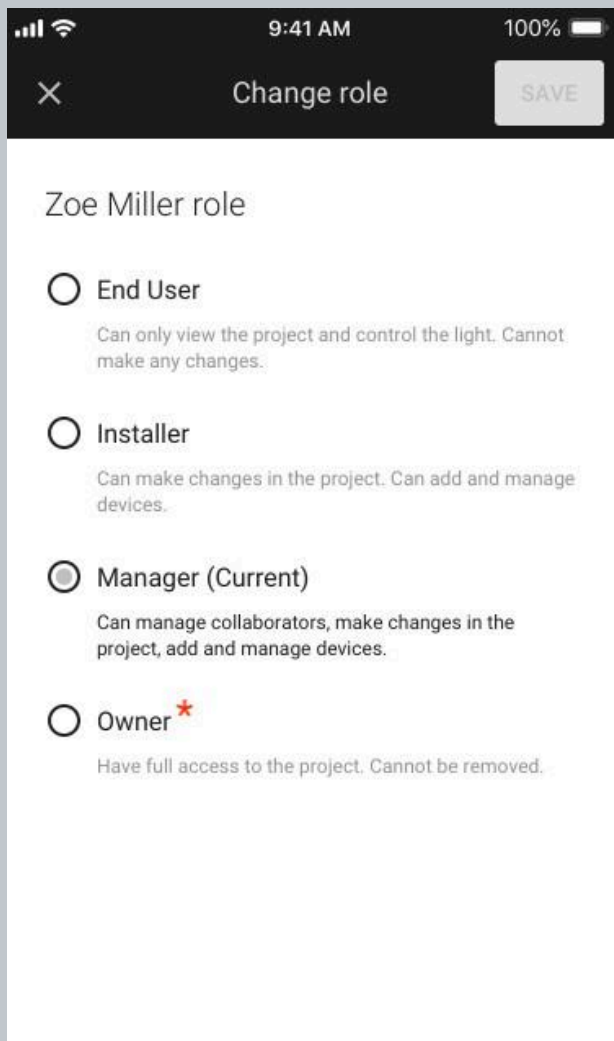 9:41 AM
100%
Change role
SAVE
Zoe Miller role
End User
Can only view the project and control the light. Cannot
make any changes.
Installer
Can make changes in the project. Can add and manage
devices.
Manager (Current)
Can manage collaborators, make changes in the
project, add and manage devices.
Owner *
Have full access to the project. Cannot be removed.